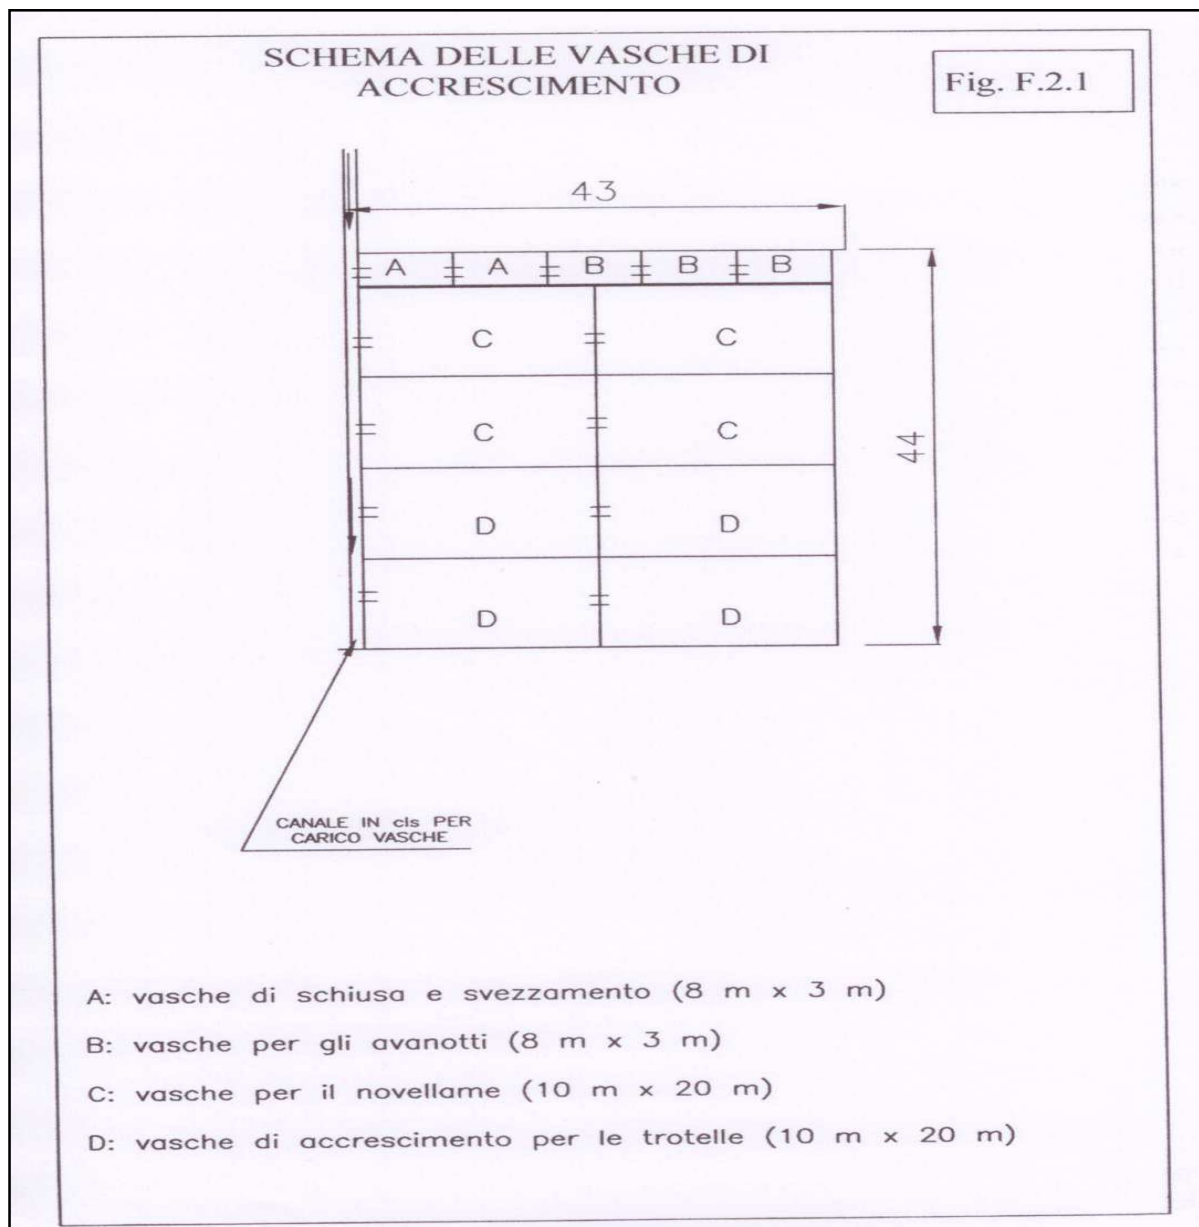 SCHEMA DELLE VASCHE DI
ACCRESCIMENTO
Fig. F.2.1
43
A A B B B
C C
C C
44
D D
D D
CANALE IN cls PER
CARICO VASCHE
A: vasche di schiusa e svezzamento (8 m x 3 m)
B: vasche per gli avanotti (8 m x 3 m)
C: vasche per il novellame (10 m x 20 m)
D: vasche di accrescimento per le trotelle (10 m x 20 m)